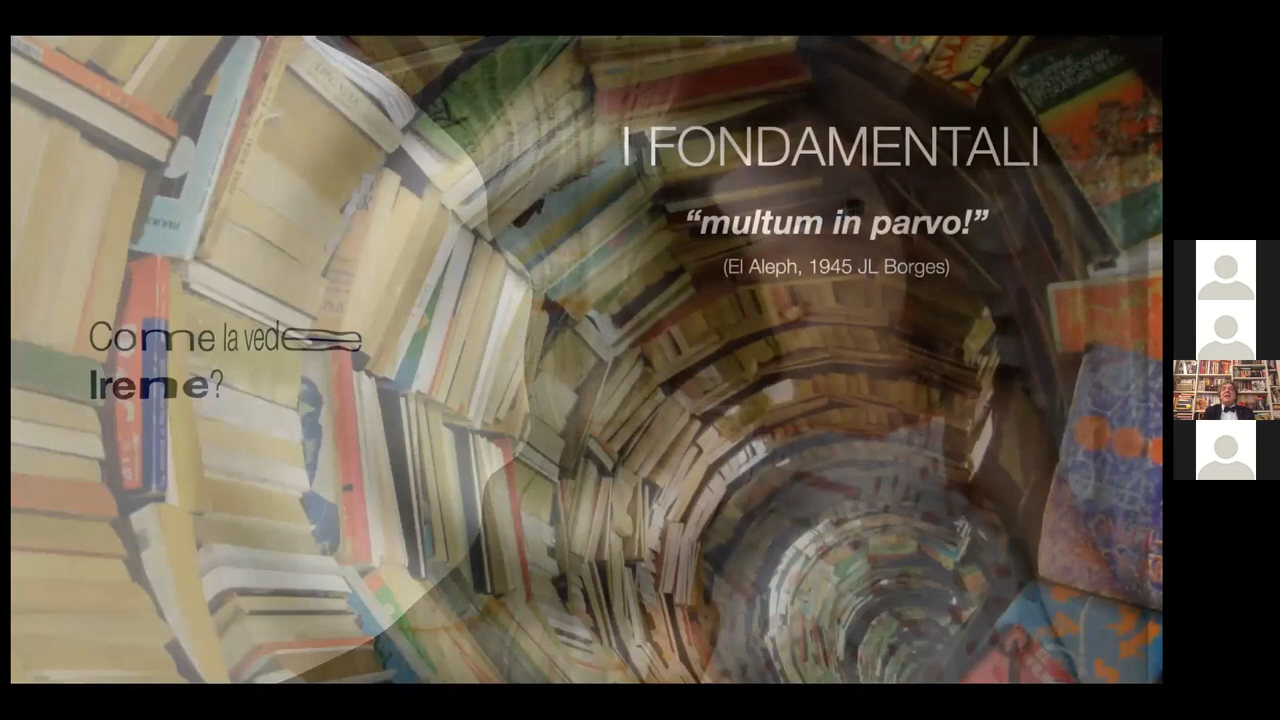 I FONDAMENTALI
“multum in parvo!”
(El Aleph, 1945 JL Borges)
Come la vede
Irene?